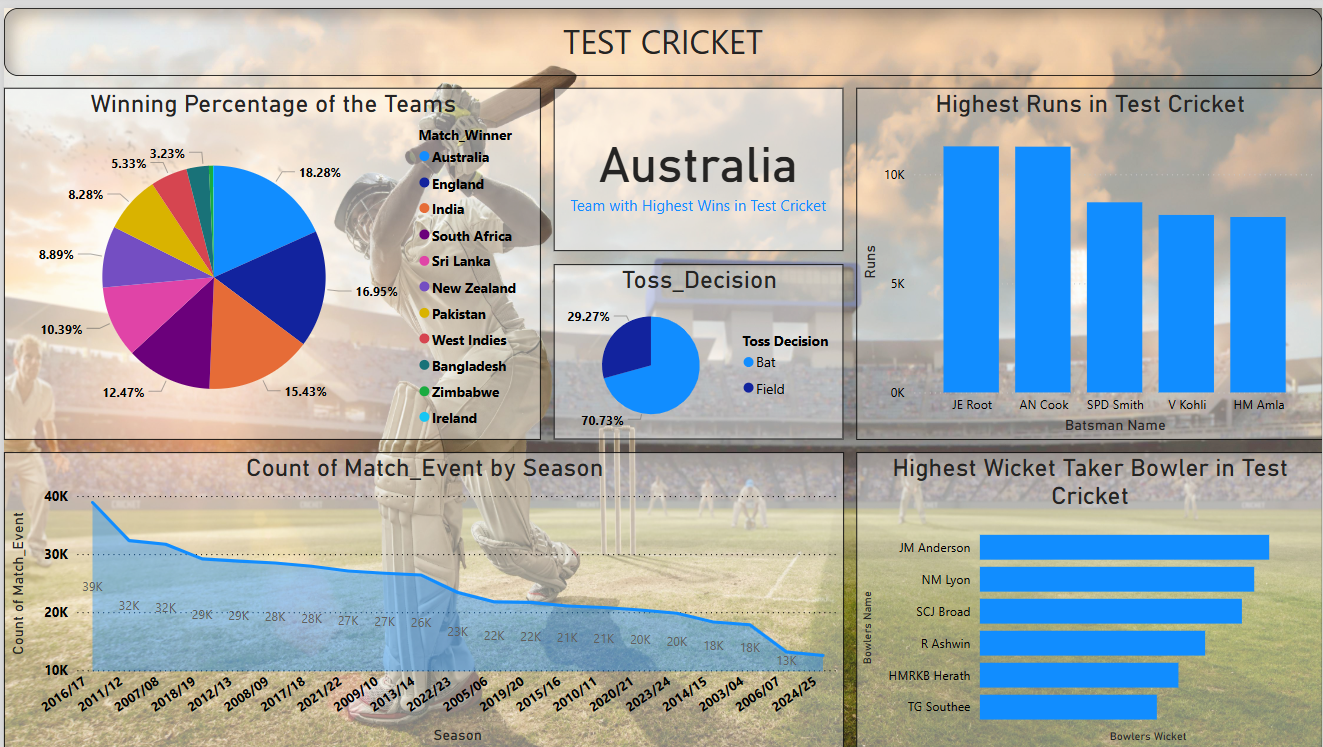 TEST CRICKET
Winning Percentage of the Teams
Match_Winner
Australia
England
India
South Africa
Sri Lanka
New Zealand
Pakistan
West Indies
Bangladesh
Zimbabwe
Ireland
18.28%
16.95%
15.43%
12.47%
10.39%
8.89%
8.28%
5.33%
3.23%
Australia
Team with Highest Wins in Test Cricket
Toss_Decision
29.27%
70.73%
Toss Decision
Bat
Field
Highest Runs in Test Cricket
Runs
10K
5K
0K
JE Root
AN Cook
SPD Smith
V Kohli
HM Amla
Batsman Name
Count of Match_Event by Season
Count of Match_Event
40K
30K
20K
10K
39K
32K
32K
29K
29K
28K
28K
27K
27K
26K
23K
22K
22K
21K
21K
20K
20K
18K
18K
13K
2016/17
2011/12
2007/08
2018/19
2012/13
2008/09
2017/18
2021/22
2009/10
2013/14
2022/23
2005/06
2019/20
2015/16
2010/11
2020/21
2023/24
2014/15
2003/04
2006/07
2024/25
Season
Highest Wicket Taker Bowler in Test
Cricket
Bowlers Name
JM Anderson
NM Lyon
SCJ Broad
R Ashwin
HMRKB Herath
TG Southee
Bowlers Wicket